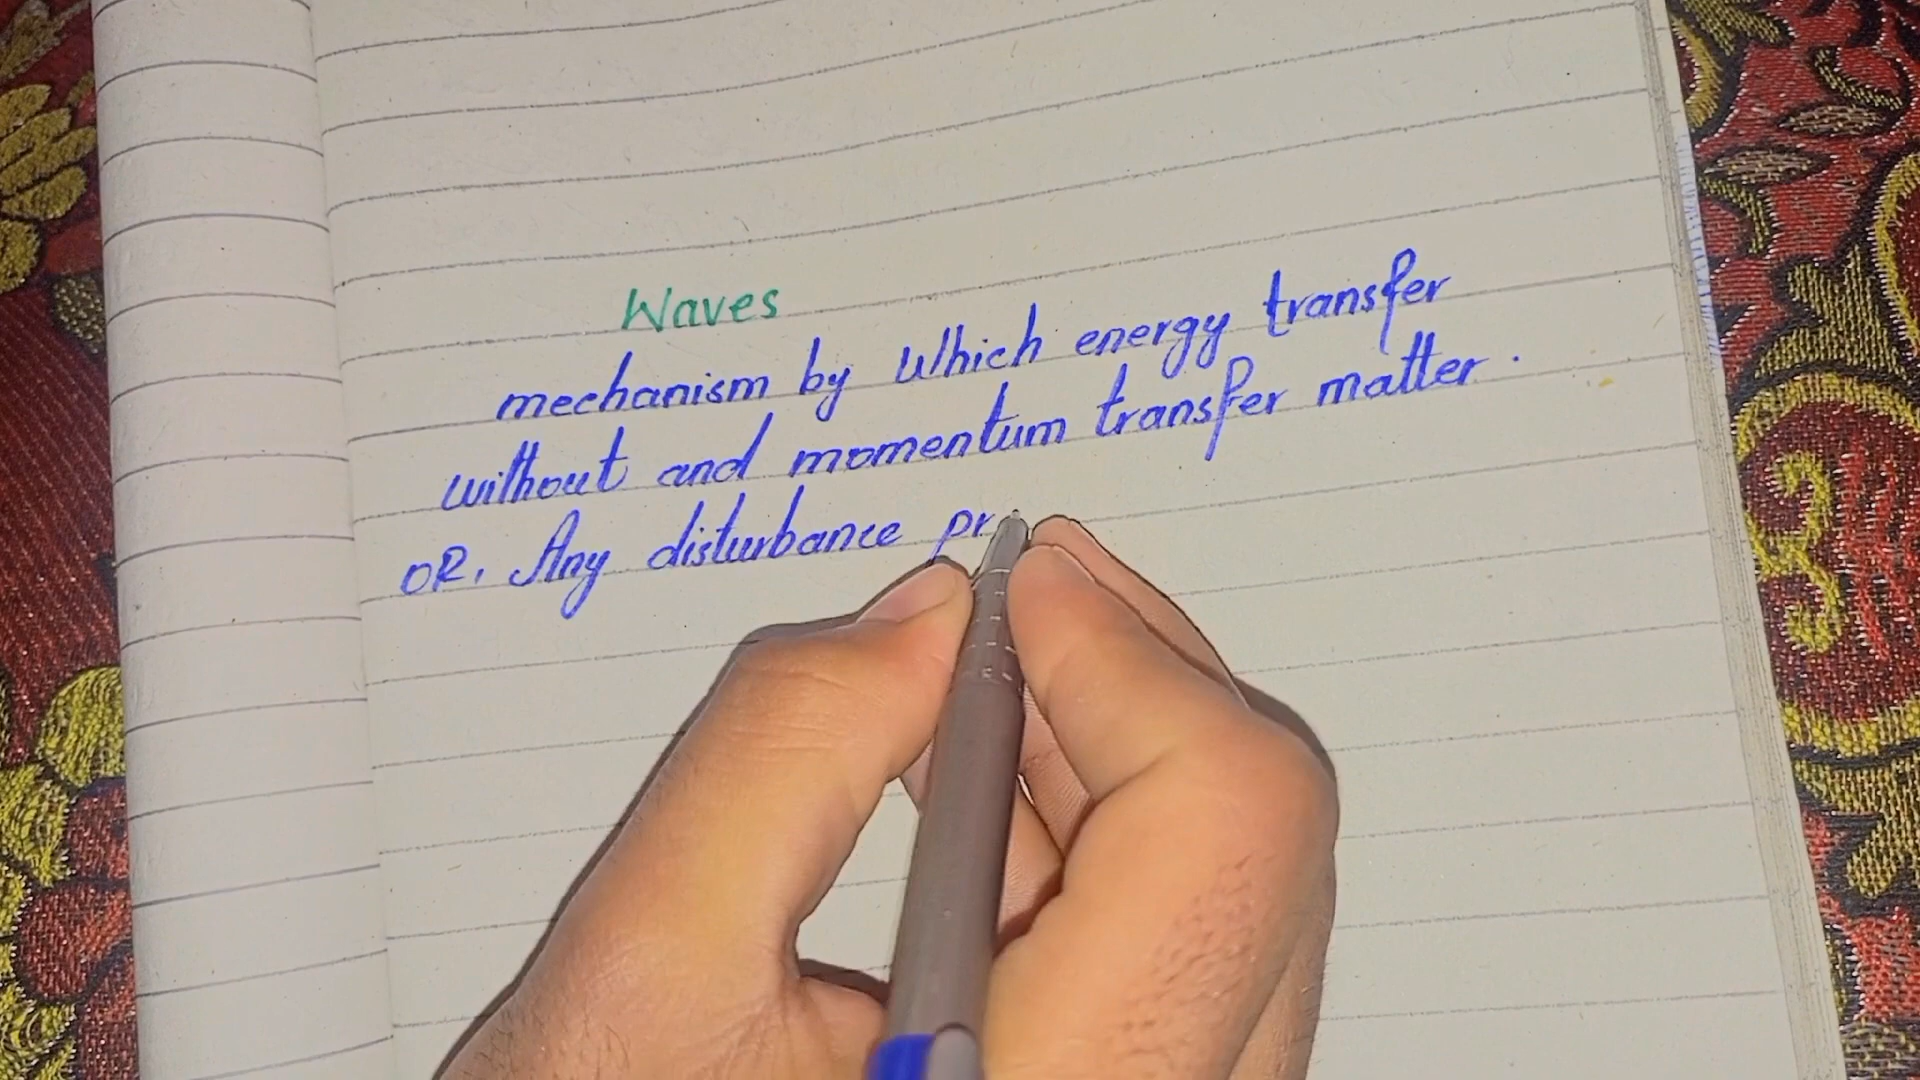 Waves
mechanism by which energy transfer
without and momentum transfer matter.
OR, Any disturbance pr